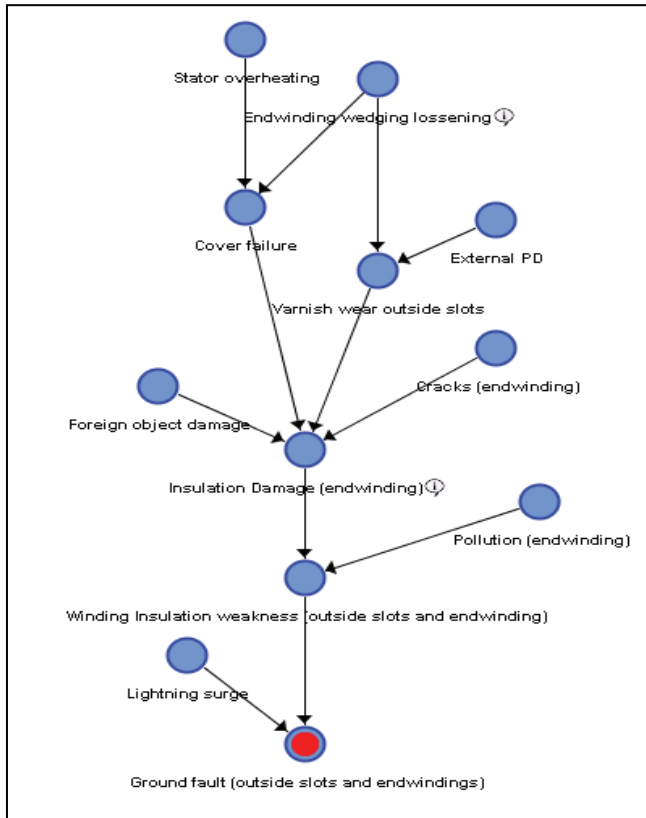 Stator overheating
Endwinding wedging lossening
Cover failure
External PD
Varnish wear outside slots
Cracks (endwinding)
Foreign object damage
Insulation Damage (endwinding)
Pollution (endwinding)
Winding Insulation weakness (outside slots and endwinding)
Lightning surge
Ground fault (outside slots and endwindings)